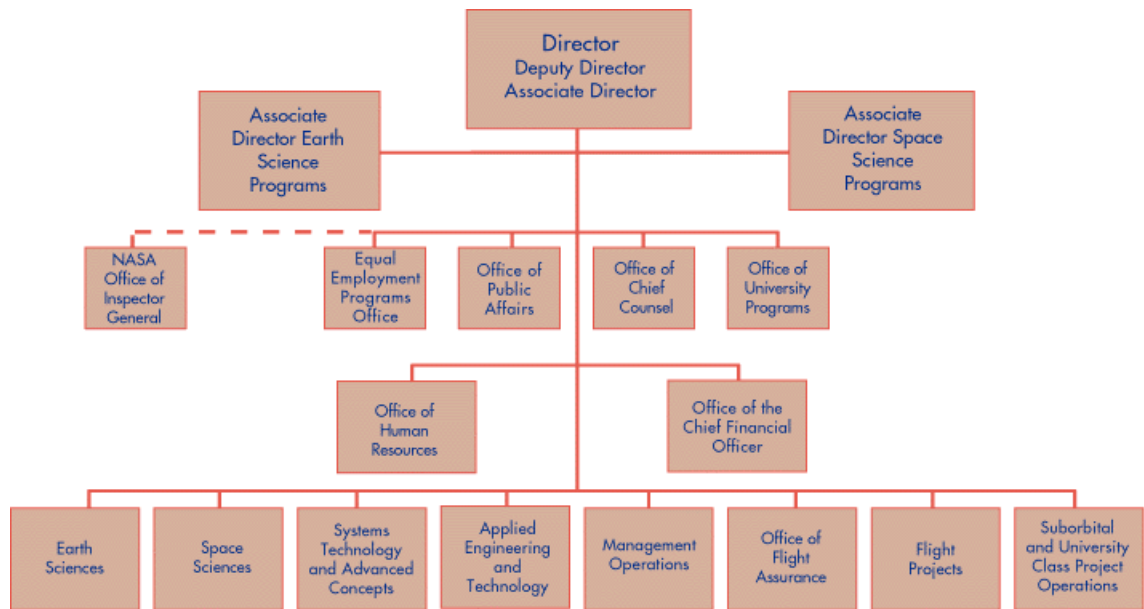 Director
Deputy Director
Associate Director
Associate
Director Earth
Science
Programs
Associate
Director Space
Science
Programs
NASA
Office of
Inspector
General
Equal
Employment
Programs
Office
Office of
Public
Affairs
Office of
Chief
Counsel
Office of
University
Programs
Office of
Human
Resources
Office of the
Chief Financial
Officer
Earth
Sciences
Space
Sciences
Systems
Technology
and Advanced
Concepts
Applied
Engineering
and
Technology
Management
Operations
Office of
Flight
Assurance
Flight
Projects
Suborbital
and University
Class Project
Operations